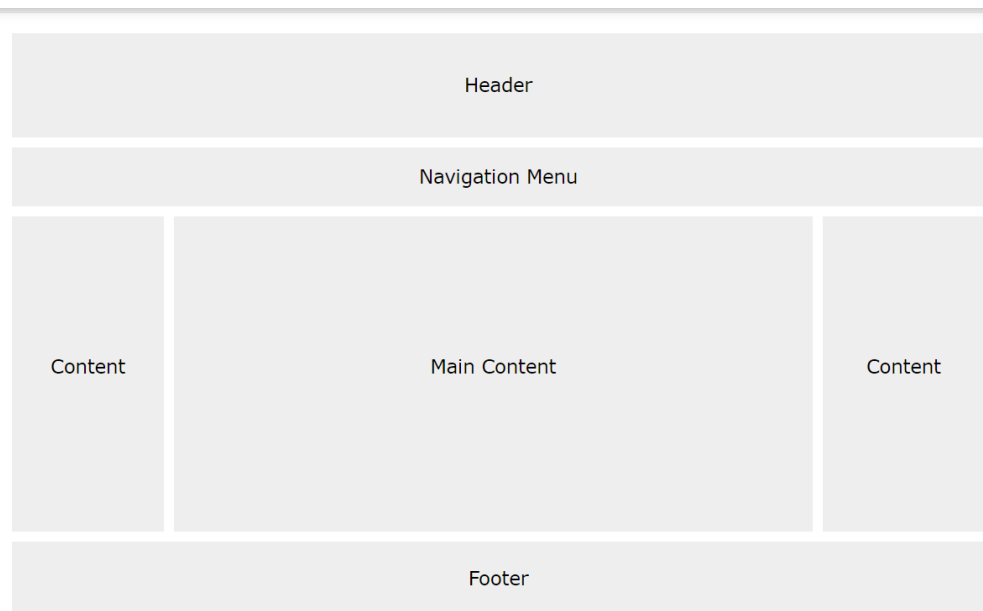 Header
Navigation Menu
Content
Main Content
Content
Footer